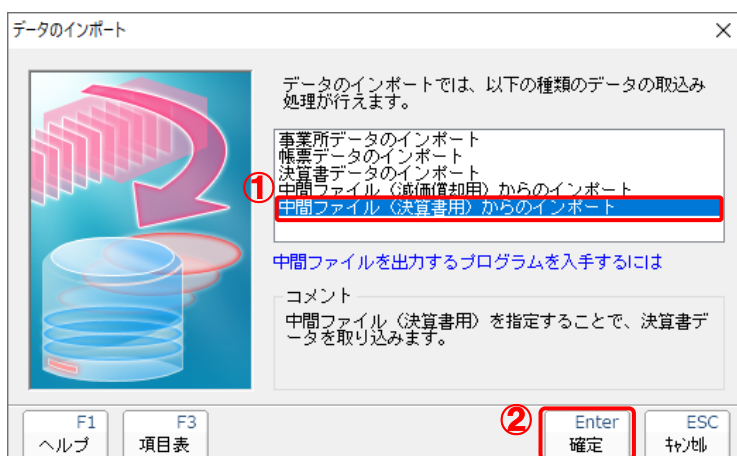 データのインポート
データのインポートでは、以下の種類のデータの取込み
処理が行えます。
事業所データのインポート
帳票データのインポート
決算書データのインポート
①
中間ファイル（減価償却用）からのインポート
中間ファイル（決算書用）からのインポート
中間ファイルを出力するプログラムを入手するには
コメント
中間ファイル（決算書用）を指定することで、決算書デ
ータを取り込みます。
②
F1
ヘルプ
F3
項目表
Enter
確定
ESC
ｷｬﾝｾﾙ